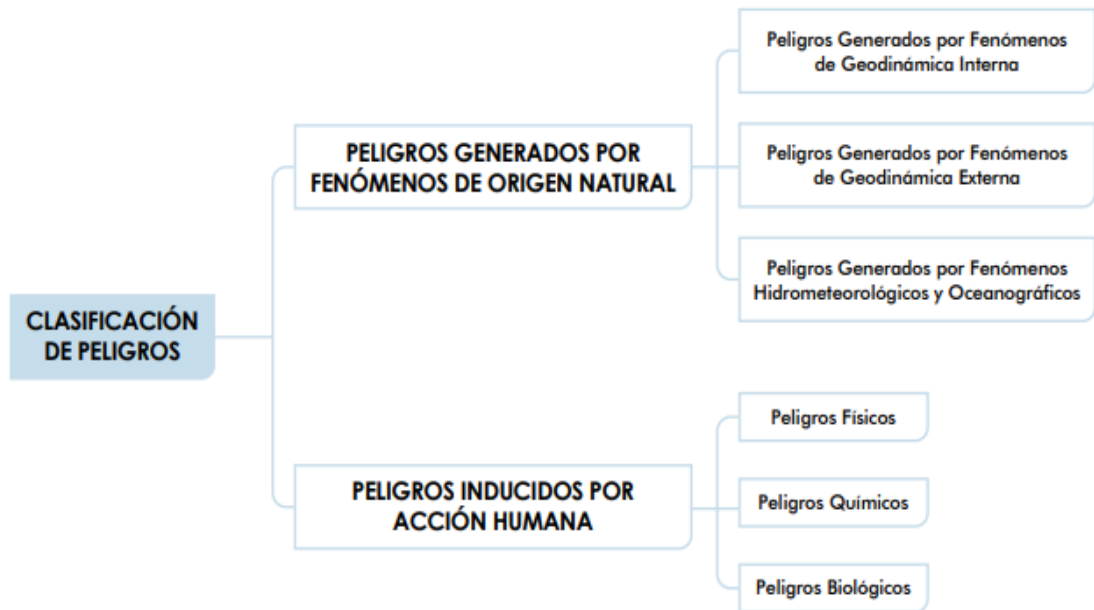 CLASIFICACIÓN
DE PELIGROS
PELIGROS GENERADOS POR
FENÓMENOS DE ORIGEN NATURAL
Peligros Generados por Fenómenos
de Geodinámica Interna
Peligros Generados por Fenómenos
de Geodinámica Externa
Peligros Generados por Fenómenos
Hidrometeorológicos y Oceanográficos
PELIGROS INDUCIDOS POR
ACCIÓN HUMANA
Peligros Físicos
Peligros Químicos
Peligros Biológicos